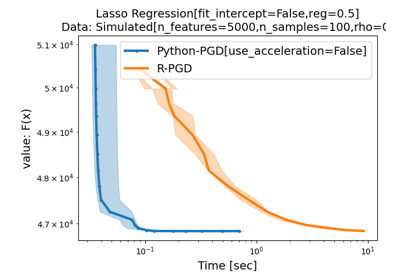 Lasso Regression[fit_intercept=False,reg=0.5]
Data: Simulated[n_features=5000,n_samples=100,rho=0
Python-PGD[use_acceleration=False]
R-PGD
value: F(x)
5.1 × 10⁴
5 × 10⁴
4.9 × 10⁴
4.8 × 10⁴
4.7 × 10⁴
10⁻¹ 10⁰ 10¹
Time [sec]